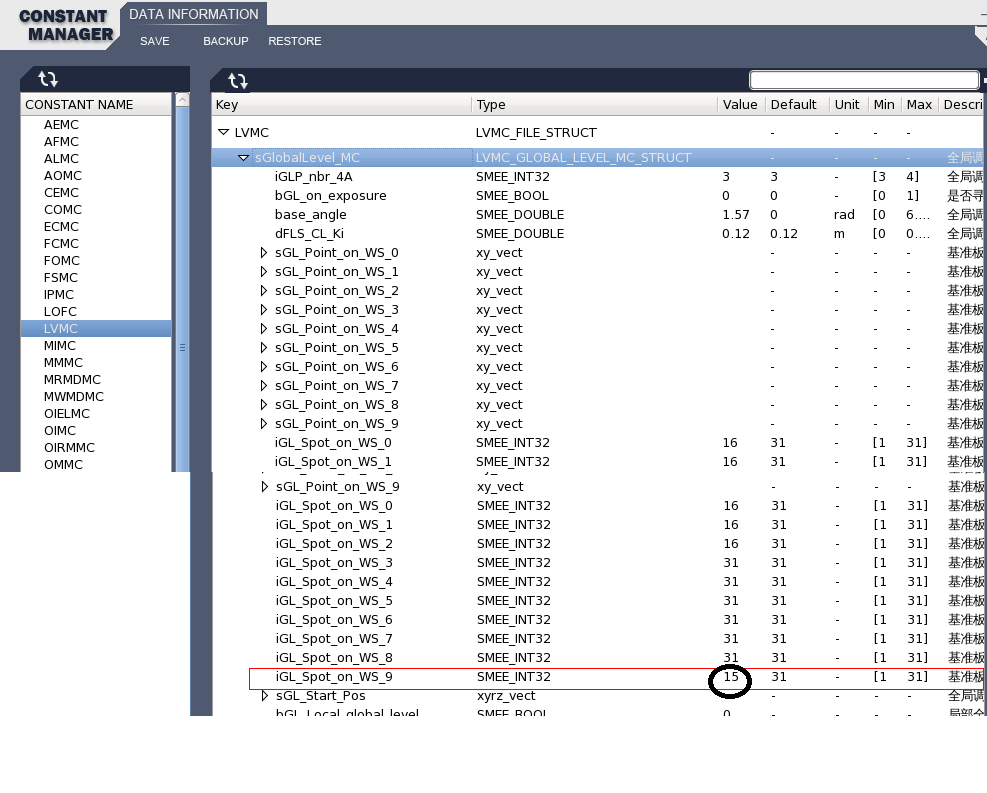 CONSTANT MANAGER
DATA INFORMATION
SAVE BACKUP RESTORE
CONSTANT NAME
AEMC
AFMC
ALMC
AOMC
CEMC
COMC
ECMC
FCMC
FOMC
FSMC
IPMC
LOFC
LVMC
MIMC
MMMC
MRMDMC
MWMDMC
OIELMC
OIMC
OIRMMC
OMMC
Key Type Value Default Unit Min Max Descri
LVMC LVMC_FILE_STRUCT - - - -
sGlobalLevel_MC LVMC_GLOBAL_LEVEL_MC_STRUCT - - - - 全局调
iGLP_nbr_4A SMEE_INT32 3 3 - [3 4] 全局调
bGL_on_exposure SMEE_BOOL 0 0 - [0 1] 是否寻
base_angle SMEE_DOUBLE 1.57 0 rad [0 6.... 全局调
dFLS_CL_Ki SMEE_DOUBLE 0.12 0.12 m [0 0.... 全局调
sGL_Point_on_WS_0 xy_vect - - - - 基准板
sGL_Point_on_WS_1 xy_vect - - - - 基准板
sGL_Point_on_WS_2 xy_vect - - - - 基准板
sGL_Point_on_WS_3 xy_vect - - - - 基准板
sGL_Point_on_WS_4 xy_vect - - - - 基准板
sGL_Point_on_WS_5 xy_vect - - - - 基准板
sGL_Point_on_WS_6 xy_vect - - - - 基准板
sGL_Point_on_WS_7 xy_vect - - - - 基准板
sGL_Point_on_WS_8 xy_vect - - - - 基准板
sGL_Point_on_WS_9 xy_vect - - - - 基准板
iGL_Spot_on_WS_0 SMEE_INT32 16 31 - [1 31] 基准板
iGL_Spot_on_WS_1 SMEE_INT32 16 31 - [1 31] 基准板
sGL_Point_on_WS_9 xy_vect - - - - 基准板
iGL_Spot_on_WS_0 SMEE_INT32 16 31 - [1 31] 基准板
iGL_Spot_on_WS_1 SMEE_INT32 16 31 - [1 31] 基准板
iGL_Spot_on_WS_2 SMEE_INT32 16 31 - [1 31] 基准板
iGL_Spot_on_WS_3 SMEE_INT32 31 31 - [1 31] 基准板
iGL_Spot_on_WS_4 SMEE_INT32 31 31 - [1 31] 基准板
iGL_Spot_on_WS_5 SMEE_INT32 31 31 - [1 31] 基准板
iGL_Spot_on_WS_6 SMEE_INT32 31 31 - [1 31] 基准板
iGL_Spot_on_WS_7 SMEE_INT32 31 31 - [1 31] 基准板
iGL_Spot_on_WS_8 SMEE_INT32 31 31 - [1 31] 基准板
iGL_Spot_on_WS_9 SMEE_INT32 15 31 - [1 31] 基准板
sGL_Start_Pos xyrz_vect - - - - 全局调
bGL_Local_global_level SMEE_BOOL 0 - - - - 局部全